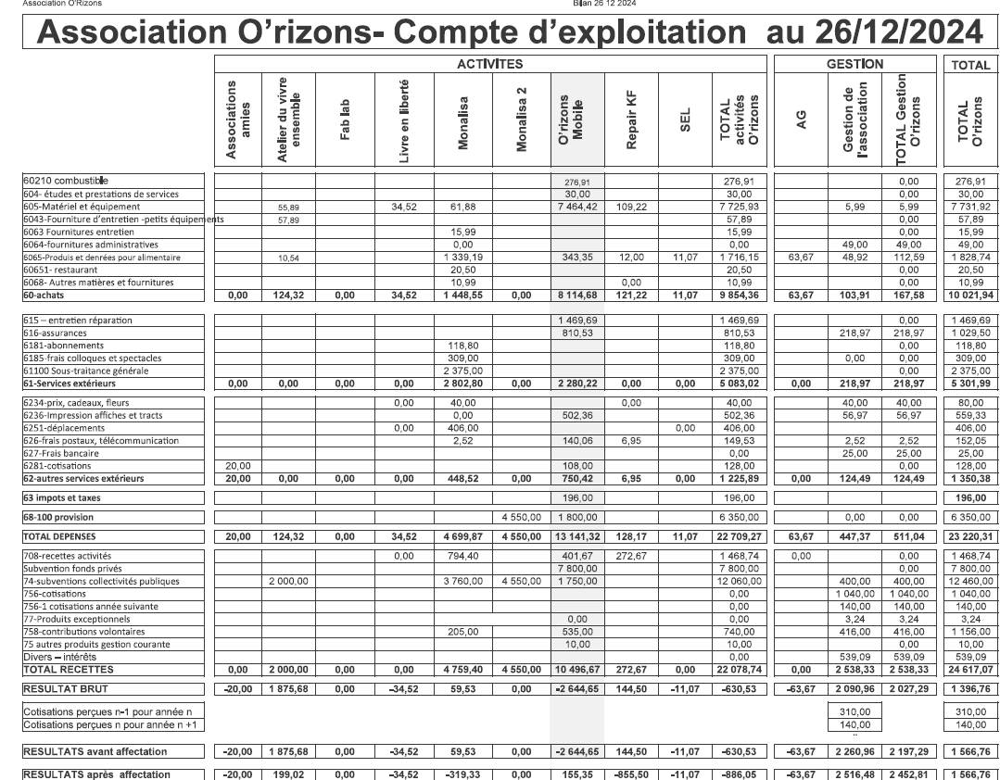 Association O'Rizons Bilan 26 12 2024
Association O'rizons- Compte d'exploitation au 26/12/2024
ACTIVITES GESTION TOTAL
Associations amies Atelier du vivre ensemble Fab lab Livre en liberté Monalisa Monalisa 2 O'rizons Mobile Repair KF SEL TOTAL activités O'rizons AG Gestion de l'association TOTAL Gestion O'rizons TOTAL O'rizons
60210 combustible 276,91 276,91 0,00 276,91
604- études et prestations de services 30,00 30,00 0,00 30,00
605-Matériel et équipement 55,89 34,52 61,88 7 464,42 109,22 7 725,93 5,99 5,99 7 731,92
6043-Fourniture d'entretien -petits équipements 57,89 57,89 0,00 57,89
6063 Fournitures entretien 15,99 15,99 0,00 15,99
6064-fournitures administratives 0,00 0,00 49,00 49,00 49,00
6065-Produis et denrées pour alimentaire 10,54 1 339,19 343,35 12,00 11,07 1 716,15 63,67 48,92 112,59 1 828,74
60651- restaurant 20,50 20,50 0,00 20,50
6068- Autres matières et fournitures 10,99 0,00 10,99 0,00 10,99
60-achats 0,00 124,32 0,00 34,52 1 448,55 0,00 8 114,68 121,22 11,07 9 854,36 63,67 103,91 167,58 10 021,94
615 – entretien réparation 1 469,69 1 469,69 0,00 1 469,69
616-assurances 810,53 810,53 218,97 218,97 1 029,50
6181-abonnements 118,80 118,80 0,00 118,80
6185-frais colloques et spectacles 309,00 309,00 0,00 0,00 309,00
61100 Sous-traitance générale 2 375,00 2 375,00 0,00 2 375,00
61-Services extérieurs 0,00 0,00 0,00 0,00 2 802,80 0,00 2 280,22 0,00 0,00 5 083,02 0,00 218,97 218,97 5 301,99
6234-prix, cadeaux, fleurs 0,00 40,00 0,00 40,00 40,00 40,00 80,00
6236-Impression affiches et tracts 0,00 502,36 502,36 56,97 56,97 559,33
6251-déplacements 0,00 406,00 0,00 406,00 0,00 406,00
626-frais postaux, télécommunication 2,52 140,06 6,95 149,53 2,52 2,52 152,05
627-Frais bancaire 0,00 25,00 25,00 25,00
6281-cotisations 20,00 108,00 128,00 0,00 128,00
62-autres services extérieurs 20,00 0,00 0,00 0,00 448,52 0,00 750,42 6,95 0,00 1 225,89 0,00 124,49 124,49 1 350,38
63 impots et taxes 196,00 196,00 196,00
68-100 provision 4 550,00 1 800,00 6 350,00 0,00 0,00 6 350,00
TOTAL DEPENSES 20,00 124,32 0,00 34,52 4 699,87 4 550,00 13 141,32 128,17 11,07 22 709,27 63,67 447,37 511,04 23 220,31
708-recettes activités 0,00 794,40 401,67 272,67 1 468,74 0,00 0,00 1 468,74
Subvention fonds privés 7 800,00 7 800,00 0,00 7 800,00
74-subventions collectivités publiques 2 000,00 3 760,00 4 550,00 1 750,00 12 060,00 400,00 400,00 12 460,00
756-cotisations 0,00 1 040,00 1 040,00 1 040,00
756-1 cotisations année suivante 0,00 140,00 140,00 140,00
77-Produits exceptionnels 0,00 0,00 3,24 3,24 3,24
758-contributions volontaires 205,00 535,00 740,00 416,00 416,00 1 156,00
75 autres produits gestion courante 10,00 10,00 0,00 10,00
Divers – intérêts 0,00 539,09 539,09 539,09
TOTAL RECETTES 0,00 2 000,00 0,00 0,00 4 759,40 4 550,00 10 496,67 272,67 0,00 22 078,74 0,00 2 538,33 2 538,33 24 617,07
RESULTAT BRUT -20,00 1 875,68 0,00 -34,52 59,53 0,00 -2 644,65 144,50 -11,07 -630,53 -63,67 2 090,96 2 027,29 1 396,76
Cotisations perçues n-1 pour année n 310,00 310,00
Cotisations perçues n pour année n +1 140,00 140,00
RESULTATS avant affectation -20,00 1 875,68 0,00 -34,52 59,53 0,00 -2 644,65 144,50 -11,07 -630,53 -63,67 2 260,96 2 197,29 1 566,76
RESULTATS après affectation -20,00 199,02 0,00 -34,52 -319,33 0,00 155,35 -855,50 -11,07 -886,05 -63,67 2 516,48 2 452,81 1 566,76